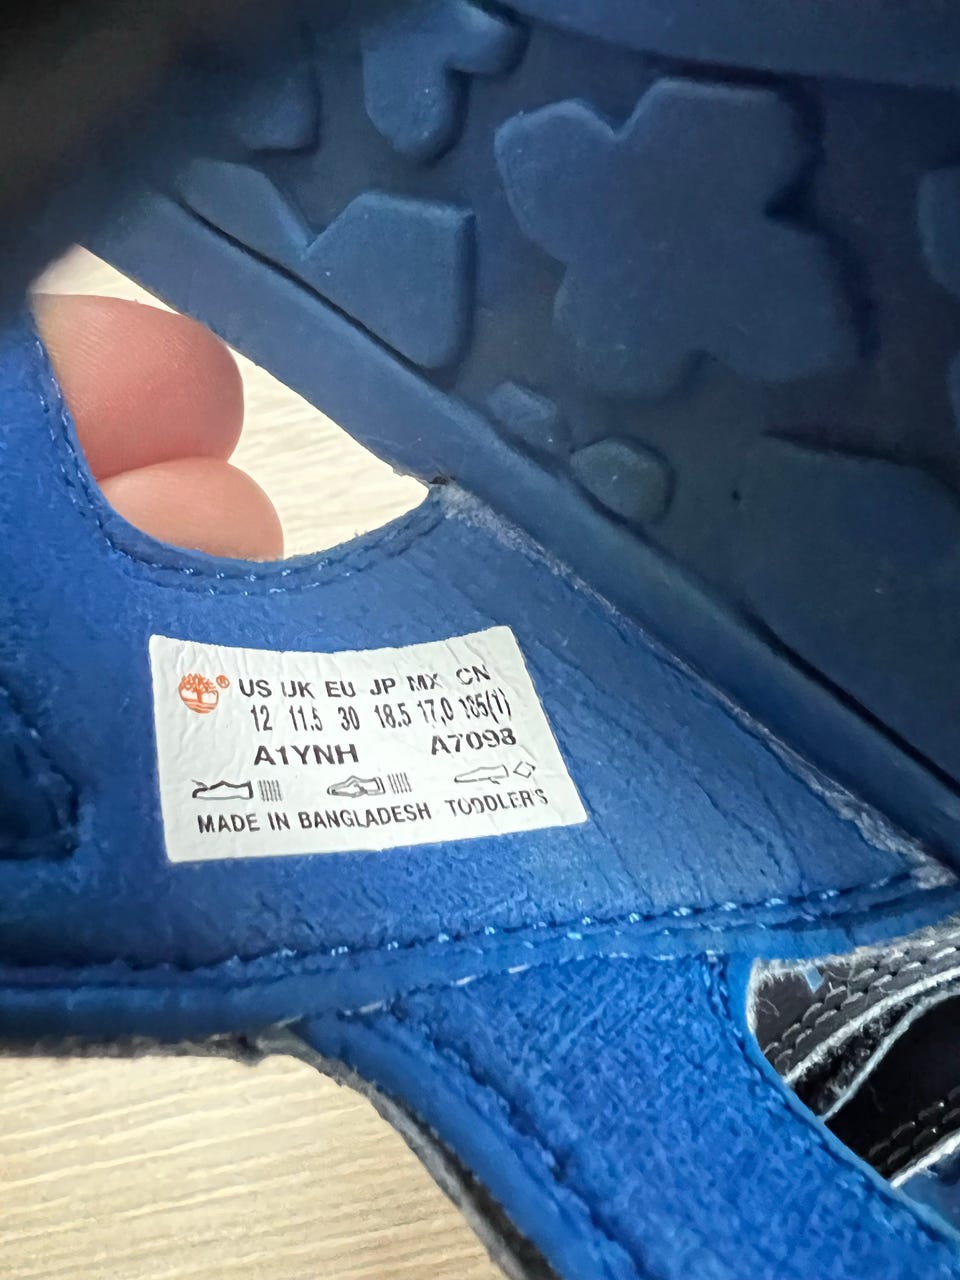 ® US UK EU JP MX CN
12 11.5 30 18.5 17,0 185(1)
A1YNH A7098
MADE IN BANGLADESH TODDLER'S